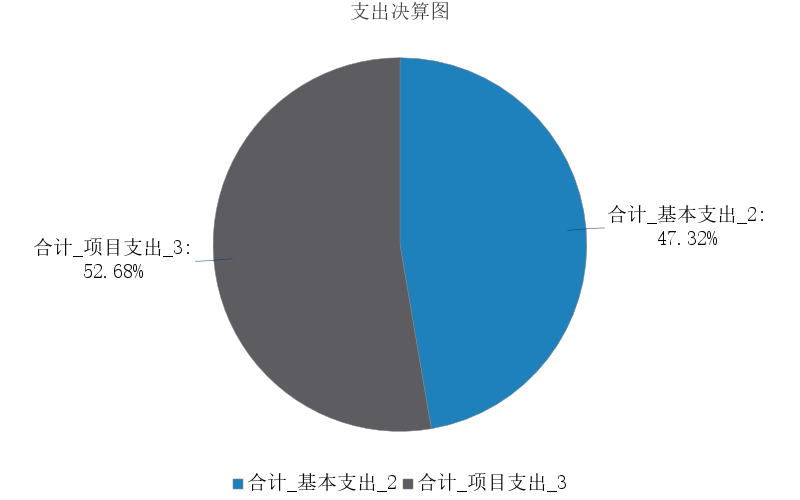 支出决算图
合计_基本支出_2:
47.32%
合计_项目支出_3:
52.68%
合计_基本支出_2 合计_项目支出_3